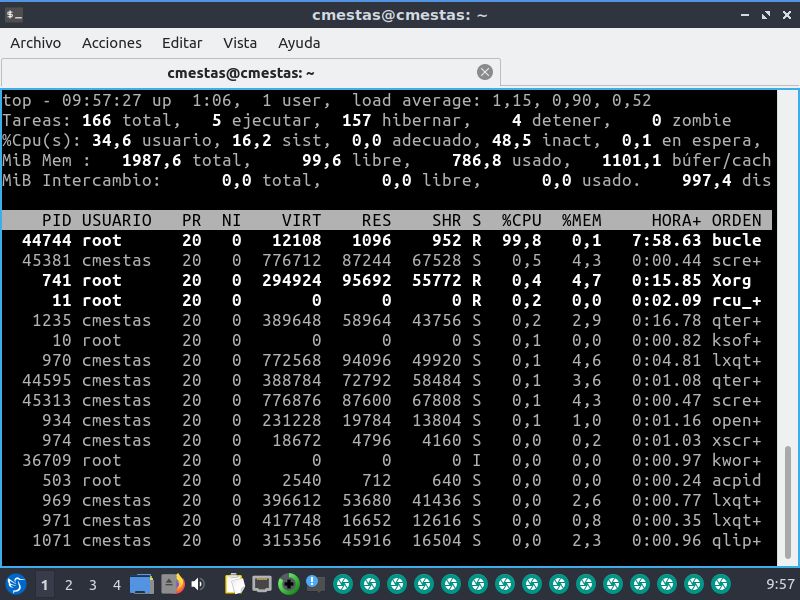 cmestas@cmestas: ~
Archivo Acciones Editar Vista Ayuda
cmestas@cmestas: ~
top - 09:57:27 up  1:06,  1 user,  load average: 1,15, 0,90, 0,52
Tareas: 166 total,   5 ejecutar,  157 hibernar,    4 detener,    0 zombie
%Cpu(s): 34,6 usuario, 16,2 sist,  0,0 adecuado, 48,5 inact,  0,1 en espera,
MiB Mem :   1987,6 total,     99,6 libre,    786,8 usado,   1101,1 búfer/cach
MiB Intercambio:      0,0 total,      0,0 libre,      0,0 usado.    997,4 dis
PID USUARIO   PR  NI    VIRT    RES    SHR S  %CPU  %MEM     HORA+ ORDEN
44744 root      20   0   12108   1096    952 R  99,8   0,1   7:58.63 bucle
45381 cmestas   20   0  776712  87244  67528 S   0,5   4,3   0:00.44 scre+
741 root      20   0  294924  95692  55772 R   0,4   4,7   0:15.85 Xorg
11 root      20   0       0      0      0 R   0,2   0,0   0:02.09 rcu_+
1235 cmestas   20   0  389648  58964  43756 S   0,2   2,9   0:16.78 qter+
10 root      20   0       0      0      0 S   0,1   0,0   0:00.82 ksof+
970 cmestas   20   0  772568  94096  49920 S   0,1   4,6   0:04.81 lxqt+
44595 cmestas   20   0  388784  72792  58484 S   0,1   3,6   0:01.08 qter+
45313 cmestas   20   0  776876  87600  67808 S   0,1   4,3   0:00.47 scre+
934 cmestas   20   0  231228  19784  13804 S   0,1   1,0   0:01.16 open+
974 cmestas   20   0   18672   4796   4160 S   0,0   0,2   0:01.03 xscr+
36709 root      20   0       0      0      0 I   0,0   0,0   0:00.97 kwor+
503 root      20   0    2540    712    640 S   0,0   0,0   0:00.24 acpid
969 cmestas   20   0  396612  53680  41436 S   0,0   2,6   0:00.77 lxqt+
971 cmestas   20   0  417748  16652  12616 S   0,0   0,8   0:00.35 lxqt+
1071 cmestas   20   0  315356  45916  16504 S   0,0   2,3   0:00.96 qlip+
1 2 3 4 9:57